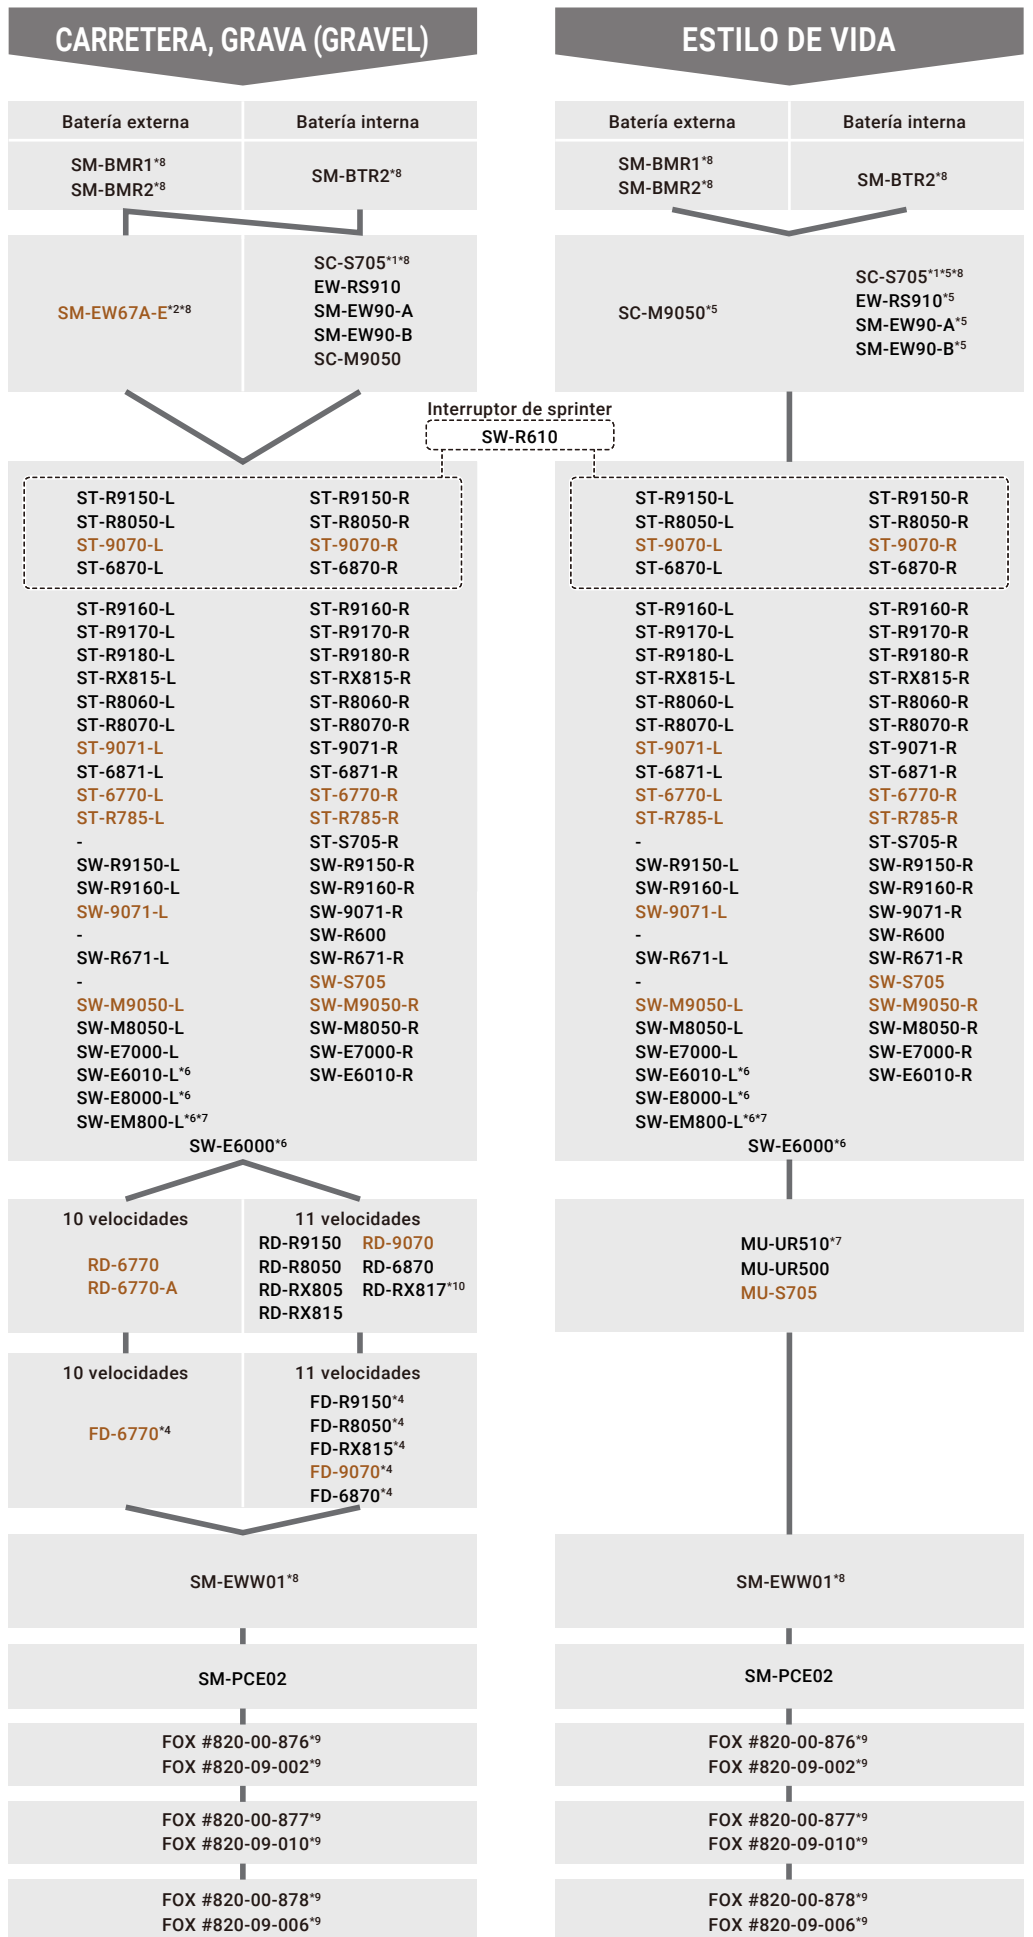 CARRETERA, GRAVA (GRAVEL)
Batería externa
Batería interna
SM-BMR1*8
SM-BMR2*8
SM-BTR2*8
SM-EW67A-E*2*8
SC-S705*1*8
EW-RS910
SM-EW90-A
SM-EW90-B
SC-M9050
Interruptor de sprinter
SW-R610
ST-R9150-L ST-R9150-R
ST-R8050-L ST-R8050-R
ST-9070-L ST-9070-R
ST-6870-L ST-6870-R
ST-R9160-L ST-R9160-R
ST-R9170-L ST-R9170-R
ST-R9180-L ST-R9180-R
ST-RX815-L ST-RX815-R
ST-R8060-L ST-R8060-R
ST-R8070-L ST-R8070-R
ST-9071-L ST-9071-R
ST-6871-L ST-6871-R
ST-6770-L ST-6770-R
ST-R785-L ST-R785-R
- ST-S705-R
SW-R9150-L SW-R9150-R
SW-R9160-L SW-R9160-R
SW-9071-L SW-9071-R
- SW-R600
SW-R671-L SW-R671-R
- SW-S705
SW-M9050-L SW-M9050-R
SW-M8050-L SW-M8050-R
SW-E7000-L SW-E7000-R
SW-E6010-L*6 SW-E6010-R
SW-E8000-L*6
SW-EM800-L*6*7
SW-E6000*6
10 velocidades
RD-6770
RD-6770-A
11 velocidades
RD-R9150 RD-9070
RD-R8050 RD-6870
RD-RX805 RD-RX817*10
RD-RX815
10 velocidades
FD-6770*4
11 velocidades
FD-R9150*4
FD-R8050*4
FD-RX815*4
FD-9070*4
FD-6870*4
SM-EWW01*8
SM-PCE02
FOX #820-00-876*9
FOX #820-09-002*9
FOX #820-00-877*9
FOX #820-09-010*9
FOX #820-00-878*9
FOX #820-09-006*9
ESTILO DE VIDA
Batería externa
Batería interna
SM-BMR1*8
SM-BMR2*8
SM-BTR2*8
SC-M9050*5
SC-S705*1*5*8
EW-RS910*5
SM-EW90-A*5
SM-EW90-B*5
ST-R9150-L ST-R9150-R
ST-R8050-L ST-R8050-R
ST-9070-L ST-9070-R
ST-6870-L ST-6870-R
ST-R9160-L ST-R9160-R
ST-R9170-L ST-R9170-R
ST-R9180-L ST-R9180-R
ST-RX815-L ST-RX815-R
ST-R8060-L ST-R8060-R
ST-R8070-L ST-R8070-R
ST-9071-L ST-9071-R
ST-6871-L ST-6871-R
ST-6770-L ST-6770-R
ST-R785-L ST-R785-R
- ST-S705-R
SW-R9150-L SW-R9150-R
SW-R9160-L SW-R9160-R
SW-9071-L SW-9071-R
- SW-R600
SW-R671-L SW-R671-R
- SW-S705
SW-M9050-L SW-M9050-R
SW-M8050-L SW-M8050-R
SW-E7000-L SW-E7000-R
SW-E6010-L*6 SW-E6010-R
SW-E8000-L*6
SW-EM800-L*6*7
SW-E6000*6
MU-UR510*7
MU-UR500
MU-S705
SM-EWW01*8
SM-PCE02
FOX #820-00-876*9
FOX #820-09-002*9
FOX #820-00-877*9
FOX #820-09-010*9
FOX #820-00-878*9
FOX #820-09-006*9